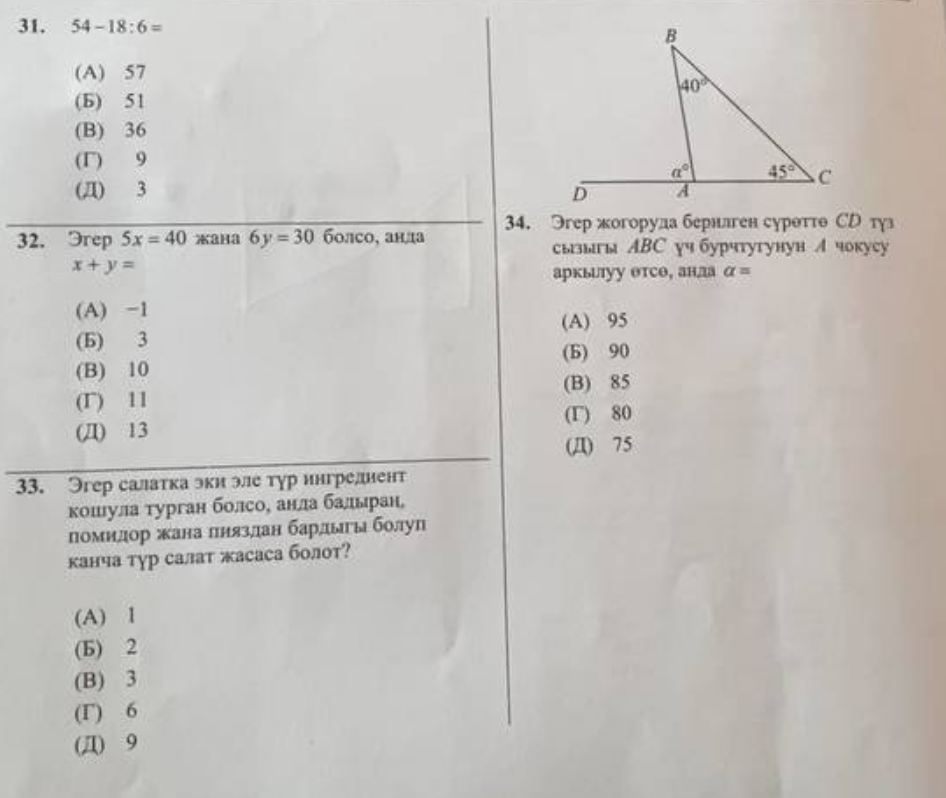 31. 54 – 18 : 6 =
(А) 57
(Б) 51
(В) 36
(Г) 9
(Д) 3
32. Эгер 5x = 40 жана 6y = 30 болсо, анда
x + y =
(А) –1
(Б) 3
(В) 10
(Г) 11
(Д) 13
33. Эгер салатка эки эле түр ингредиент
кошула турган болсо, анда бадыраң,
помидор жана пияздан бардыгы болуп
канча түр салат жасаса болот?
(А) 1
(Б) 2
(В) 3
(Г) 6
(Д) 9
B
40°
α°
45°
C
D
A
34. Эгер жогоруда берилген сүрөттө CD түз
сызыгы ABC үч бурчтугунун A чокусу
аркылуу өтсө, анда α =
(А) 95
(Б) 90
(В) 85
(Г) 80
(Д) 75